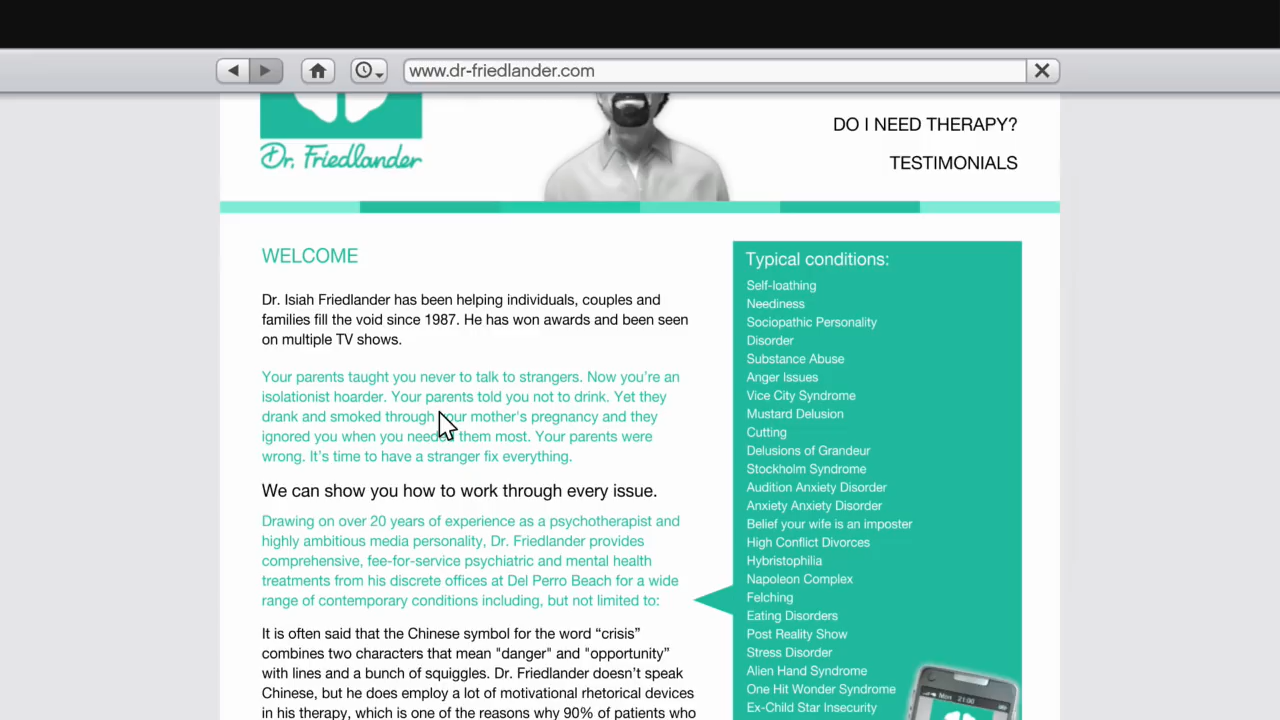 www.dr-friedlander.com
Dr. Friedlander
DO I NEED THERAPY?
TESTIMONIALS
WELCOME
Dr. Isiah Friedlander has been helping individuals, couples and
families fill the void since 1987. He has won awards and been seen
on multiple TV shows.
Your parents taught you never to talk to strangers. Now you're an
isolationist hoarder. Your parents told you not to drink. Yet they
drank and smoked through your mother's pregnancy and they
ignored you when you needed them most. Your parents were
wrong. It's time to have a stranger fix everything.
We can show you how to work through every issue.
Drawing on over 20 years of experience as a psychotherapist and
highly ambitious media personality, Dr. Friedlander provides
comprehensive, fee-for-service psychiatric and mental health
treatments from his discrete offices at Del Perro Beach for a wide
range of contemporary conditions including, but not limited to:
It is often said that the Chinese symbol for the word “crisis”
combines two characters that mean "danger" and "opportunity”
with lines and a bunch of squiggles. Dr. Friedlander doesn’t speak
Chinese, but he does employ a lot of motivational rhetorical devices
in his therapy, which is one of the reasons why 90% of patients who
Typical conditions:
Self-loathing
Neediness
Sociopathic Personality
Disorder
Substance Abuse
Anger Issues
Vice City Syndrome
Mustard Delusion
Cutting
Delusions of Grandeur
Stockholm Syndrome
Audition Anxiety Disorder
Anxiety Anxiety Disorder
Belief your wife is an imposter
High Conflict Divorces
Hybristophilia
Napoleon Complex
Felching
Eating Disorders
Post Reality Show
Stress Disorder
Alien Hand Syndrome
One Hit Wonder Syndrome
Ex-Child Star Insecurity
Mon 21:00